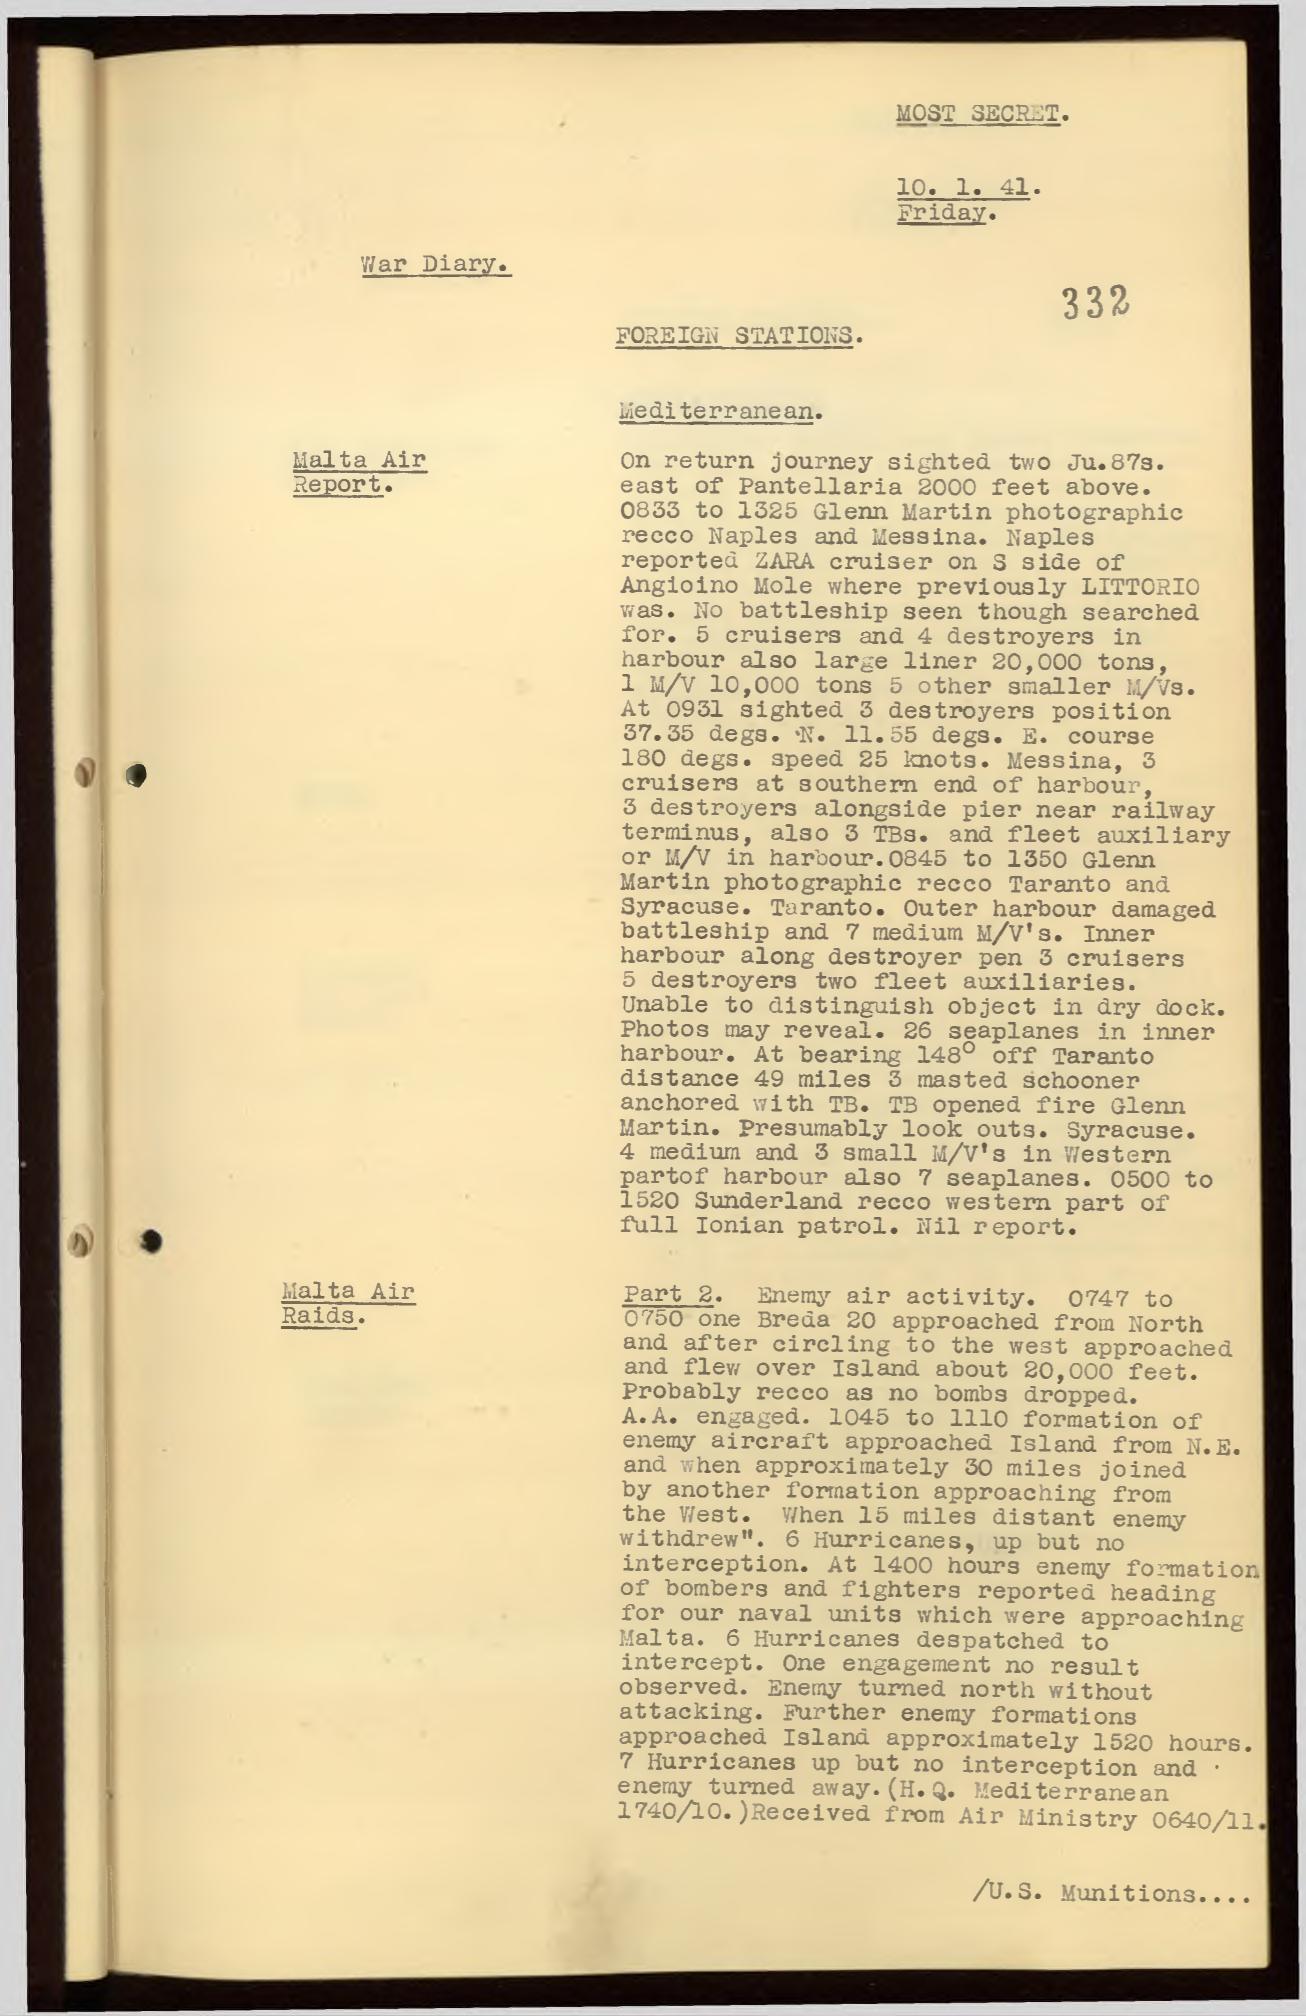 MOST SECRET.
10. 1. 41.
Friday.
War Diary.
332
FOREIGN STATIONS.
Mediterranean.
Malta Air
Report.
On return journey sighted two Ju.87s.
east of Pantellaria 2000 feet above.
0833 to 1325 Glenn Martin photographic
recco Naples and Messina. Naples
reported ZARA cruiser on S side of
Angioino Mole where previously LITTORIO
was. No battleship seen though searched
for. 5 cruisers and 4 destroyers in
harbour also large liner 20,000 tons,
1 M/V 10,000 tons 5 other smaller M/Vs.
At 0931 sighted 3 destroyers position
37.35 degs. N. 11.55 degs. E. course
180 degs. speed 25 knots. Messina, 3
cruisers at southern end of harbour,
3 destroyers alongside pier near railway
terminus, also 3 TBs. and fleet auxiliary
or M/V in harbour.0845 to 1350 Glenn
Martin photographic recco Taranto and
Syracuse. Taranto. Outer harbour damaged
battleship and 7 medium M/V's. Inner
harbour along destroyer pen 3 cruisers
5 destroyers two fleet auxiliaries.
Unable to distinguish object in dry dock.
Photos may reveal. 26 seaplanes in inner
harbour. At bearing 148° off Taranto
distance 49 miles 3 masted schooner
anchored with TB. TB opened fire Glenn
Martin. Presumably look outs. Syracuse.
4 medium and 3 small M/V's in Western
partof harbour also 7 seaplanes. 0500 to
1520 Sunderland recco western part of
full Ionian patrol. Nil report.
Malta Air
Raids.
Part 2. Enemy air activity. 0747 to
0750 one Breda 20 approached from North
and after circling to the west approached
and flew over Island about 20,000 feet.
Probably recco as no bombs dropped.
A.A. engaged. 1045 to 1110 formation of
enemy aircraft approached Island from N.E.
and when approximately 30 miles joined
by another formation approaching from
the West. When 15 miles distant enemy
withdrew". 6 Hurricanes, up but no
interception. At 1400 hours enemy formation
of bombers and fighters reported heading
for our naval units which were approaching
Malta. 6 Hurricanes despatched to
intercept. One engagement no result
observed. Enemy turned north without
attacking. Further enemy formations
approached Island approximately 1520 hours.
7 Hurricanes up but no interception and
enemy turned away.(H.Q. Mediterranean
1740/10.)Received from Air Ministry 0640/11.
/U.S. Munitions....